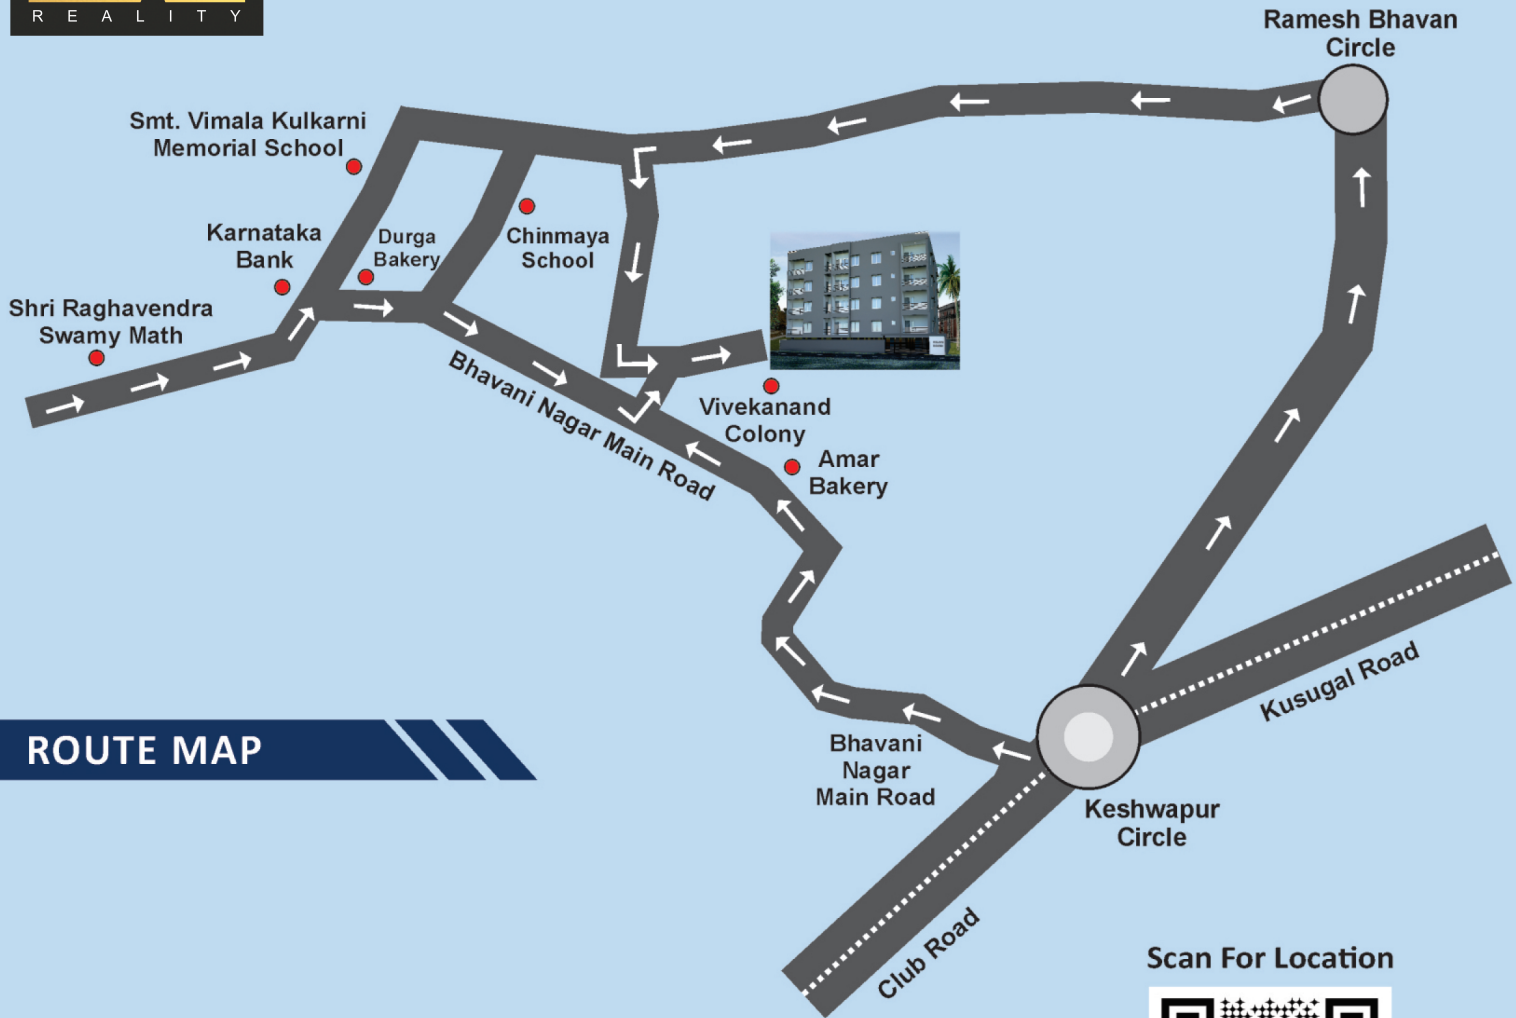 REALITY
Ramesh Bhavan
Circle
Smt. Vimala Kulkarni
Memorial School
Karnataka
Bank
Durga
Bakery
Chinmaya
School
Shri Raghavendra
Swamy Math
Bhavani Nagar Main Road
Vivekanand
Colony
Amar
Bakery
Kusugal Road
ROUTE MAP
Bhavani
Nagar
Main Road
Keshwapur
Circle
Club Road
Scan For Location